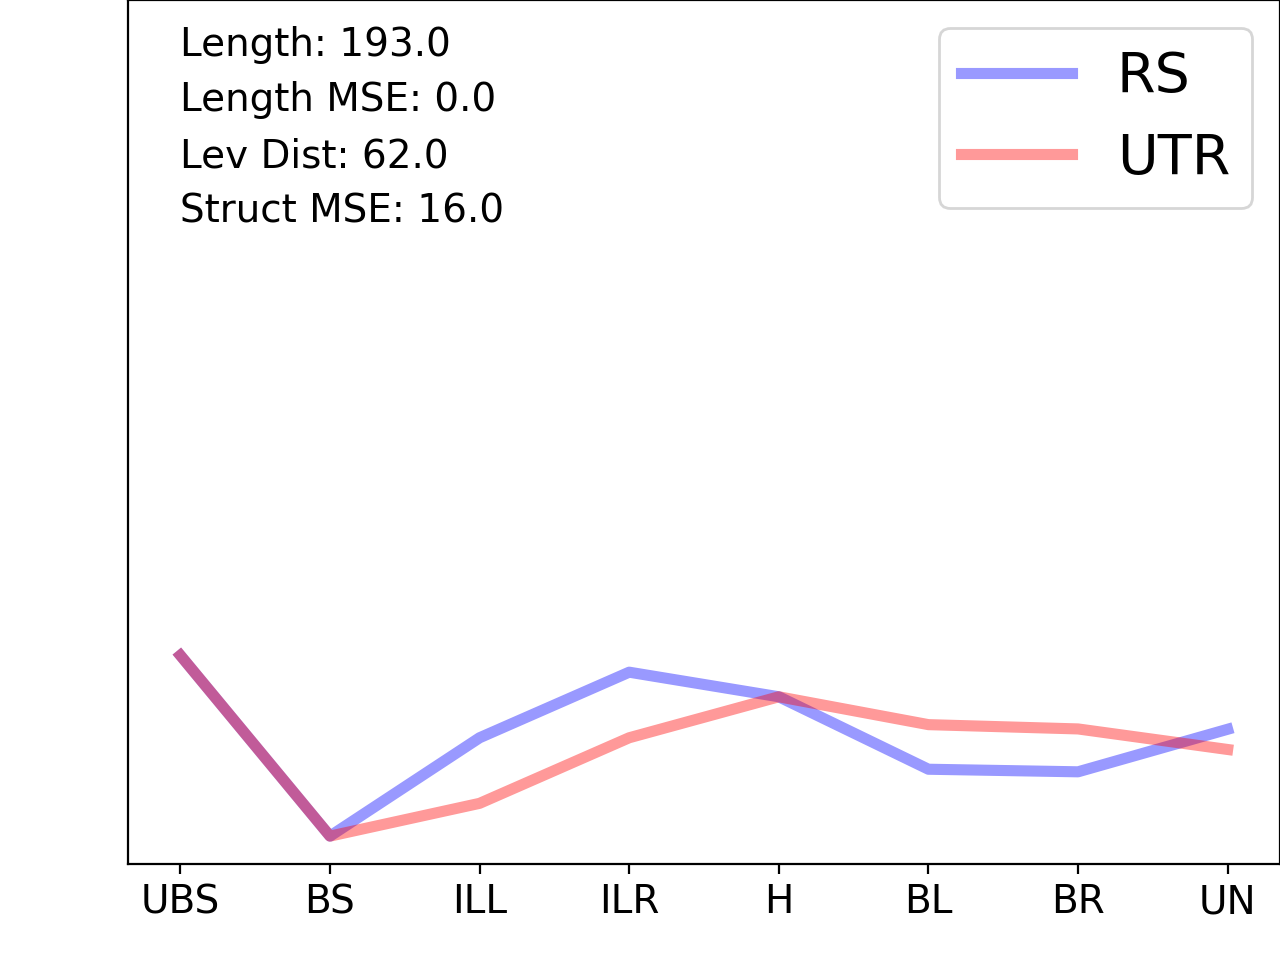 Length: 193.0
Length MSE: 0.0
Lev Dist: 62.0
Struct MSE: 16.0
RS
UTR
UBS BS ILL ILR H BL BR UN